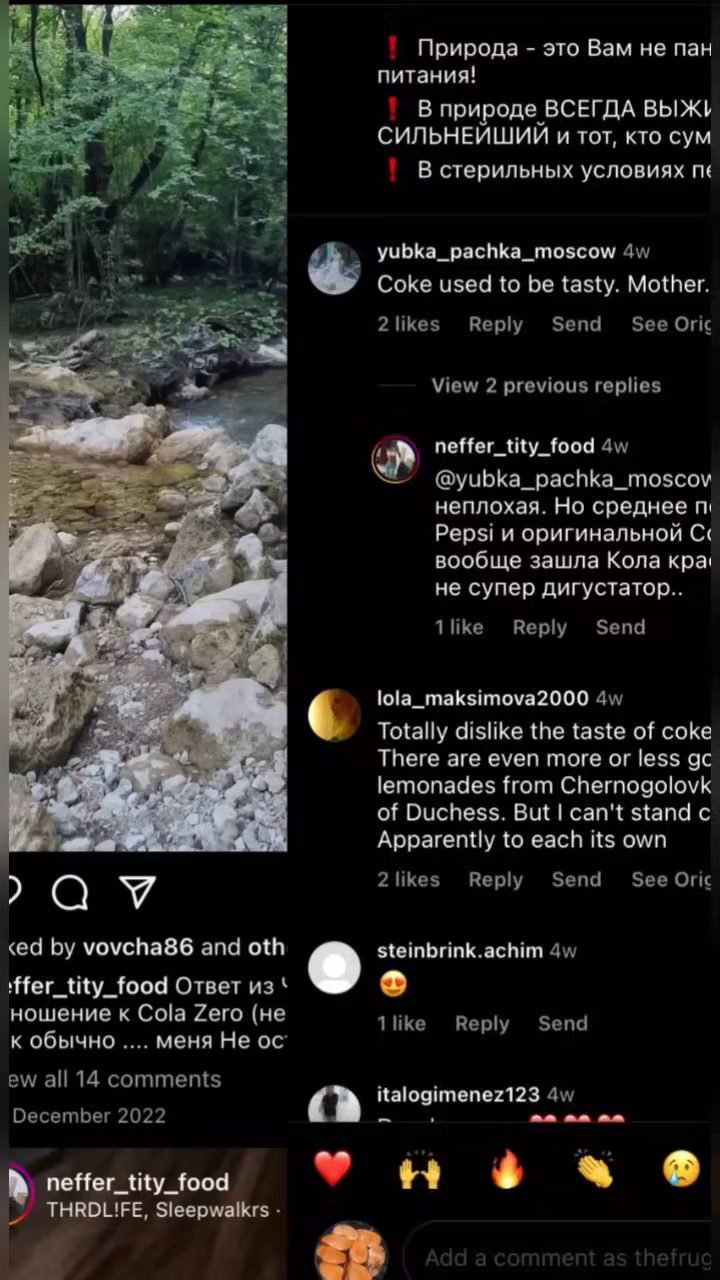 ❗ Природа - это Вам не пан
питания!
❗ В природе ВСЕГДА ВЫЖИ
СИЛЬНЕЙШИЙ и тот, кто сум
❗ В стерильных условиях пе
yubka_pachka_moscow 4w
Coke used to be tasty. Mother.
2 likes Reply Send See Orig
View 2 previous replies
neffer_tity_food 4w
@yubka_pachka_moscow
неплохая. Но среднее п
Pepsi и оригинальной Co
вообще зашла Кола кра
не супер дигустатор..
1 like Reply Send
lola_maksimova2000 4w
Totally dislike the taste of coke
There are even more or less go
lemonades from Chernogolovk
of Duchess. But I can't stand c
Apparently to each its own
2 likes Reply Send See Orig
steinbrink.achim 4w
😍
1 like Reply Send
italogimenez123 4w
❤️❤️❤️
❤️ 🙌 🔥 👏 😢
Add a comment as thefrug
ked by vovcha86 and oth
effer_tity_food Ответ из
ношение к Cola Zero (не
к обычно .... меня Не ос
ew all 14 comments
December 2022
neffer_tity_food
THRDL!FE, Sleepwalkrs ·